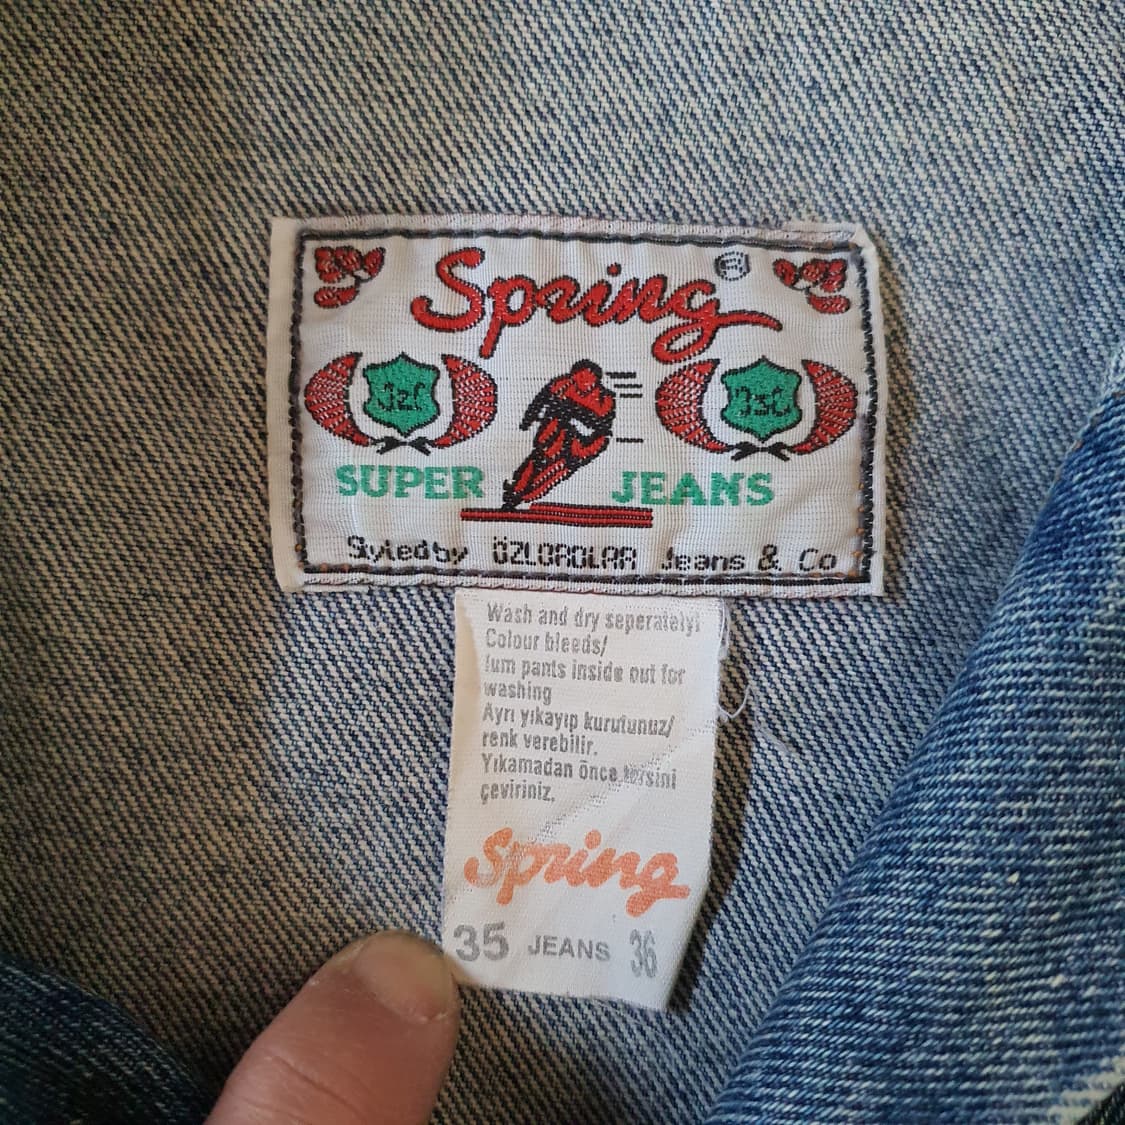 Spring ®
SUPER JEANS
Styled by ÖZLOROLAR Jeans & Co
Wash and dry seperately!
Colour bleeds/
Turn pants inside out for
washing
Ayrı yıkayıp kurutunuz/
renk verebilir.
Yıkamadan önce tersini
çeviriniz.
Spring
35 JEANS 36